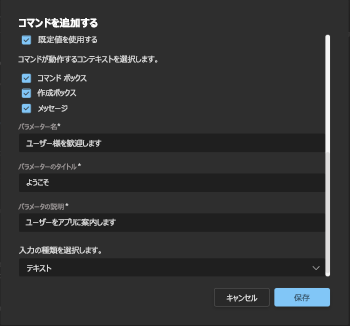 コマンドを追加する
既定値を使用する
コマンドが動作するコンテキストを選択します。
コマンド ボックス
作成ボックス
メッセージ
パラメーター名*
ユーザー様を歓迎します
パラメーターのタイトル*
ようこそ
パラメータの説明*
ユーザーをアプリに案内します
入力の種類を選択します。
テキスト
キャンセル
保存